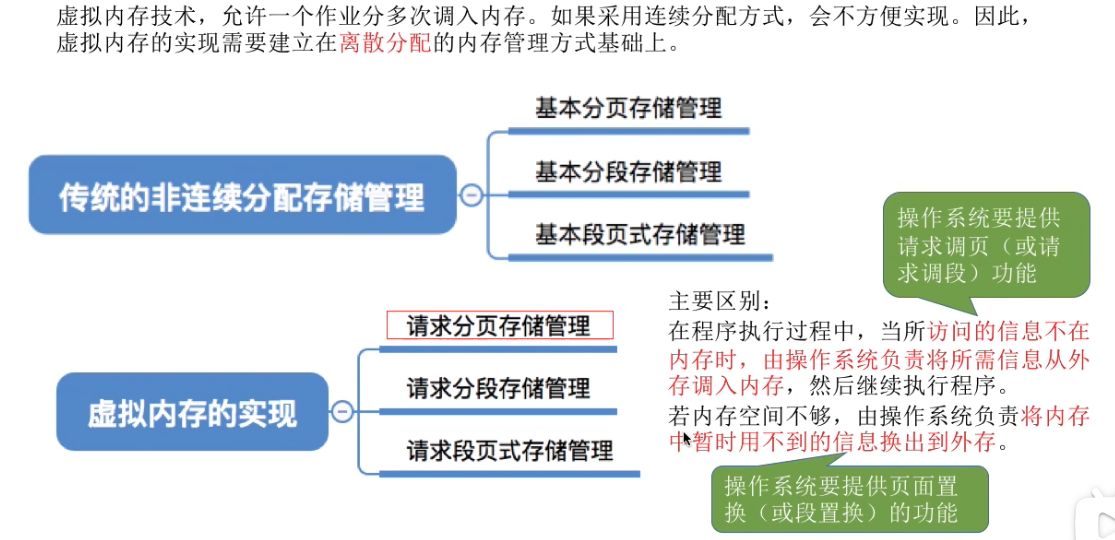 虚拟内存技术，允许一个作业分多次调入内存。如果采用连续分配方式，会不方便实现。因此，
虚拟内存的实现需要建立在离散分配的内存管理方式基础上。
基本分页存储管理
传统的非连续分配存储管理
基本分段存储管理
基本段页式存储管理
操作系统要提供
请求调页（或请
求调段）功能
请求分页存储管理
虚拟内存的实现
请求分段存储管理
请求段页式存储管理
主要区别：
在程序执行过程中，当所访问的信息不在
内存时，由操作系统负责将所需信息从外
存调入内存，然后继续执行程序。
若内存空间不够，由操作系统负责将内存
中暂时用不到的信息换出到外存。
操作系统要提供页面置
换（或段置换）的功能